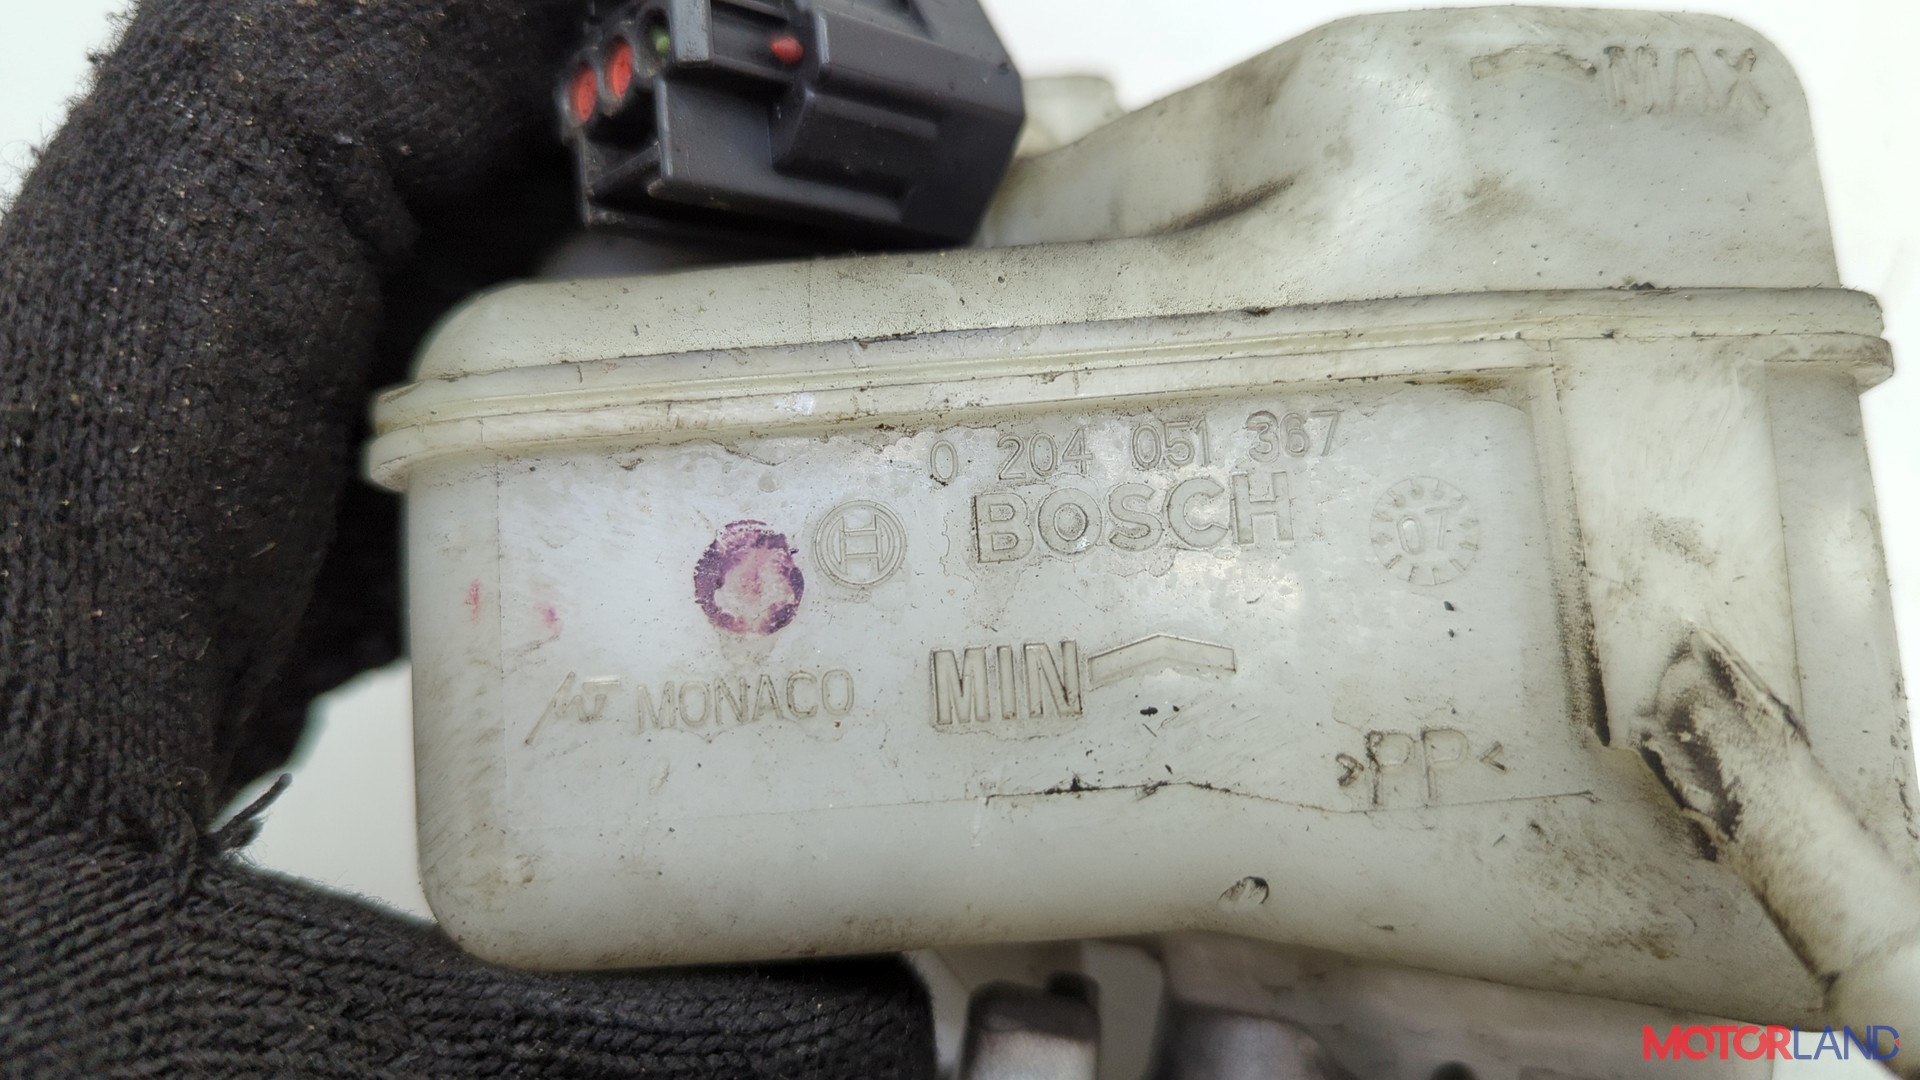 MAX
0 204 051 367
BOSCH
07
MONACO
MIN
>PP<
MOTORLAND